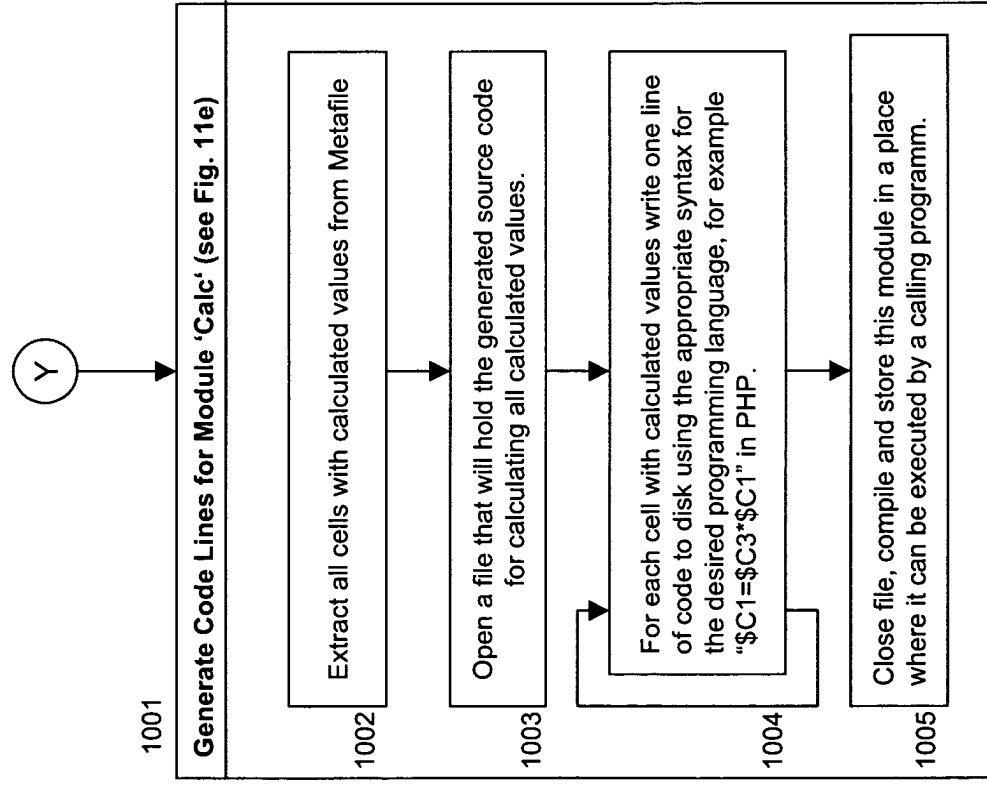 Y
1001
Generate Code Lines for Module ‘Calc‘ (see Fig. 11e)
Extract all cells with calculated values from Metafile
1002
Open a file that will hold the generated source code
for calculating all calculated values.
1003
For each cell with calculated values write one line
of code to disk using the appropriate syntax for
the desired programming language, for example
“$C1=$C3*$C1” in PHP.
1004
Close file, compile and store this module in a place
where it can be executed by a calling programm.
1005